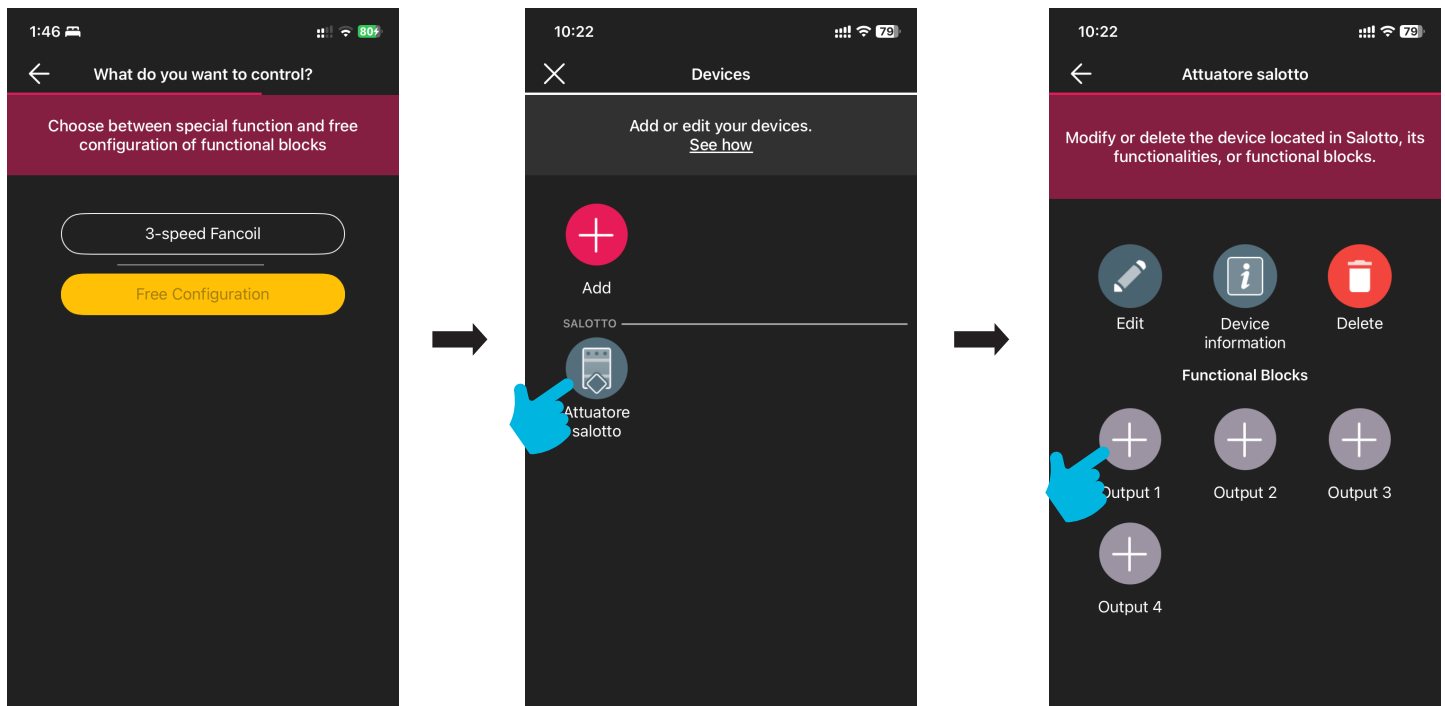 1:46
80
What do you want to control?
Choose between special function and free
configuration of functional blocks
3-speed Fancoil
Free Configuration
10:22
79
Devices
Add or edit your devices.
See how
Add
SALOTTO
Attuatore
salotto
10:22
79
Attuatore salotto
Modify or delete the device located in Salotto, its
functionalities, or functional blocks.
Edit
Device
information
Delete
Functional Blocks
Output 1
Output 2
Output 3
Output 4